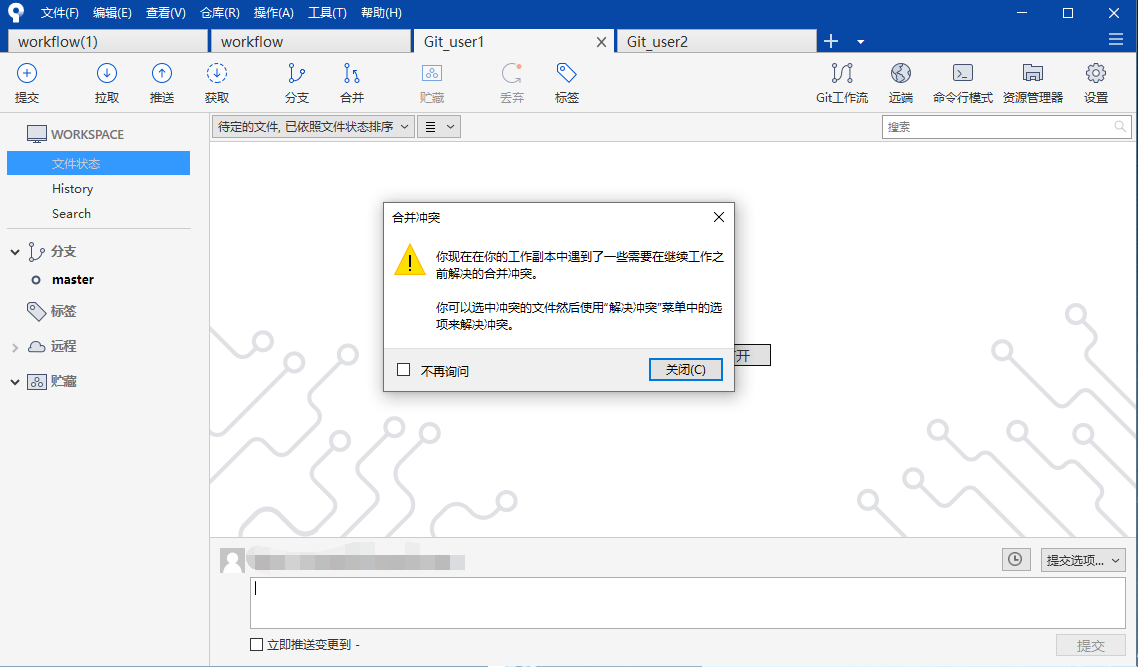 文件(F) 编辑(E) 查看(V) 仓库(R) 操作(A) 工具(T) 帮助(H)
workflow(1) workflow Git_user1 Git_user2
提交 拉取 推送 获取 分支 合并 贮藏 丢弃 标签 Git工作流 远端 命令行模式 资源管理器 设置
WORKSPACE
文件状态
History
Search
分支
master
标签
远程
贮藏
待定的文件, 已依照文件状态排序
搜索
合并冲突
你现在在你的工作副本中遇到了一些需要在继续工作之
前解决的合并冲突。
你可以选中冲突的文件然后使用“解决冲突”菜单中的选
项来解决冲突。
不再询问
关闭(C)
开
提交选项...
立即推送变更到 -
提交